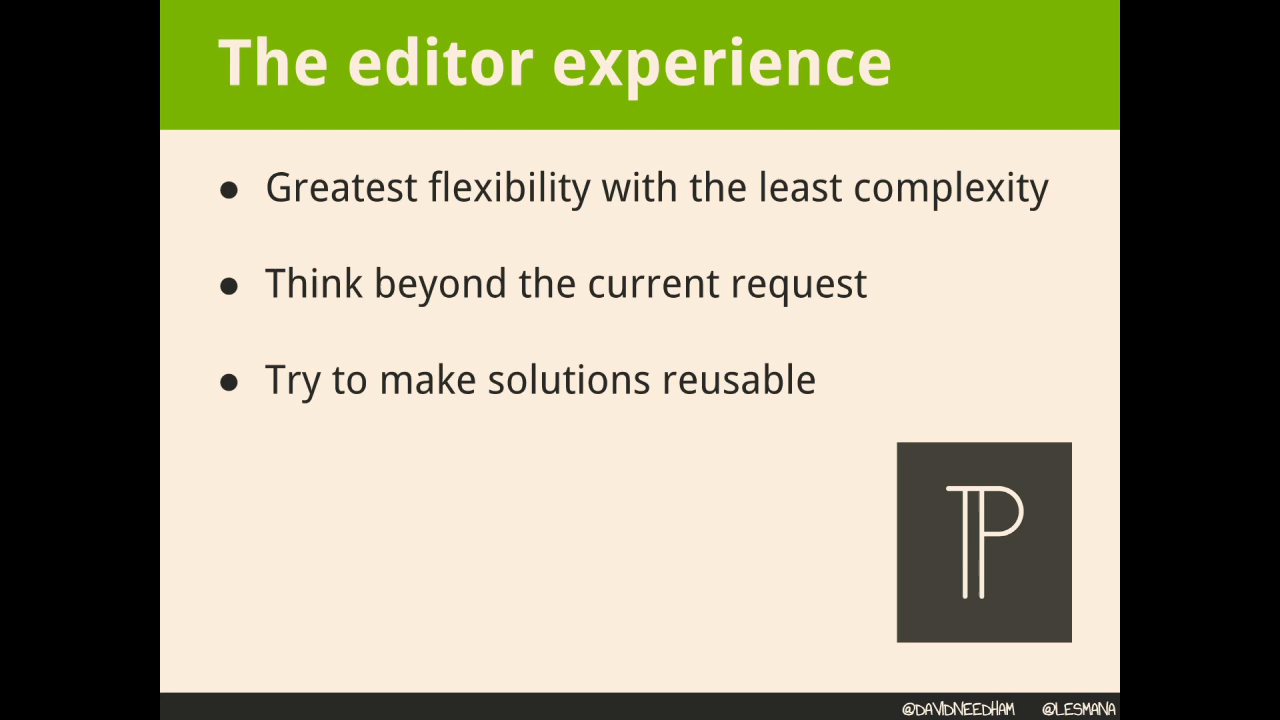 The editor experience
● Greatest flexibility with the least complexity
● Think beyond the current request
● Try to make solutions reusable
TP
@DAVIDNEEDHAM @LESMANA